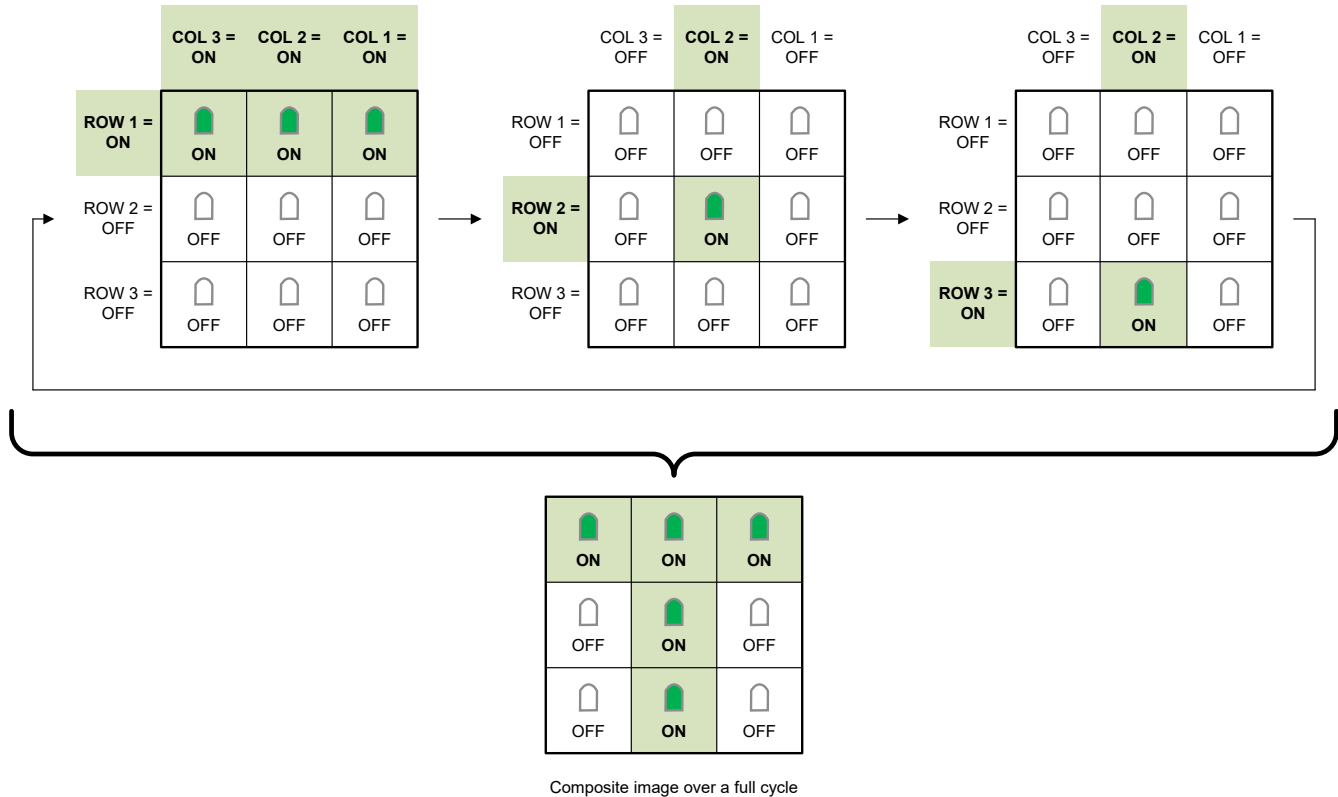 COL 3 = COL 2 = COL 1 =
ON ON ON
ROW 1 =
ON
ON ON ON
ROW 2 =
OFF
OFF OFF OFF
ROW 3 =
OFF
OFF OFF OFF
COL 3 = COL 2 = COL 1 =
OFF ON OFF
ROW 1 =
OFF
OFF OFF OFF
ROW 2 =
ON
OFF ON OFF
ROW 3 =
OFF
OFF OFF OFF
COL 3 = COL 2 = COL 1 =
OFF ON OFF
ROW 1 =
OFF
OFF OFF OFF
ROW 2 =
OFF
OFF OFF OFF
ROW 3 =
ON
OFF ON OFF
ON ON ON
OFF ON OFF
OFF ON OFF
Composite image over a full cycle